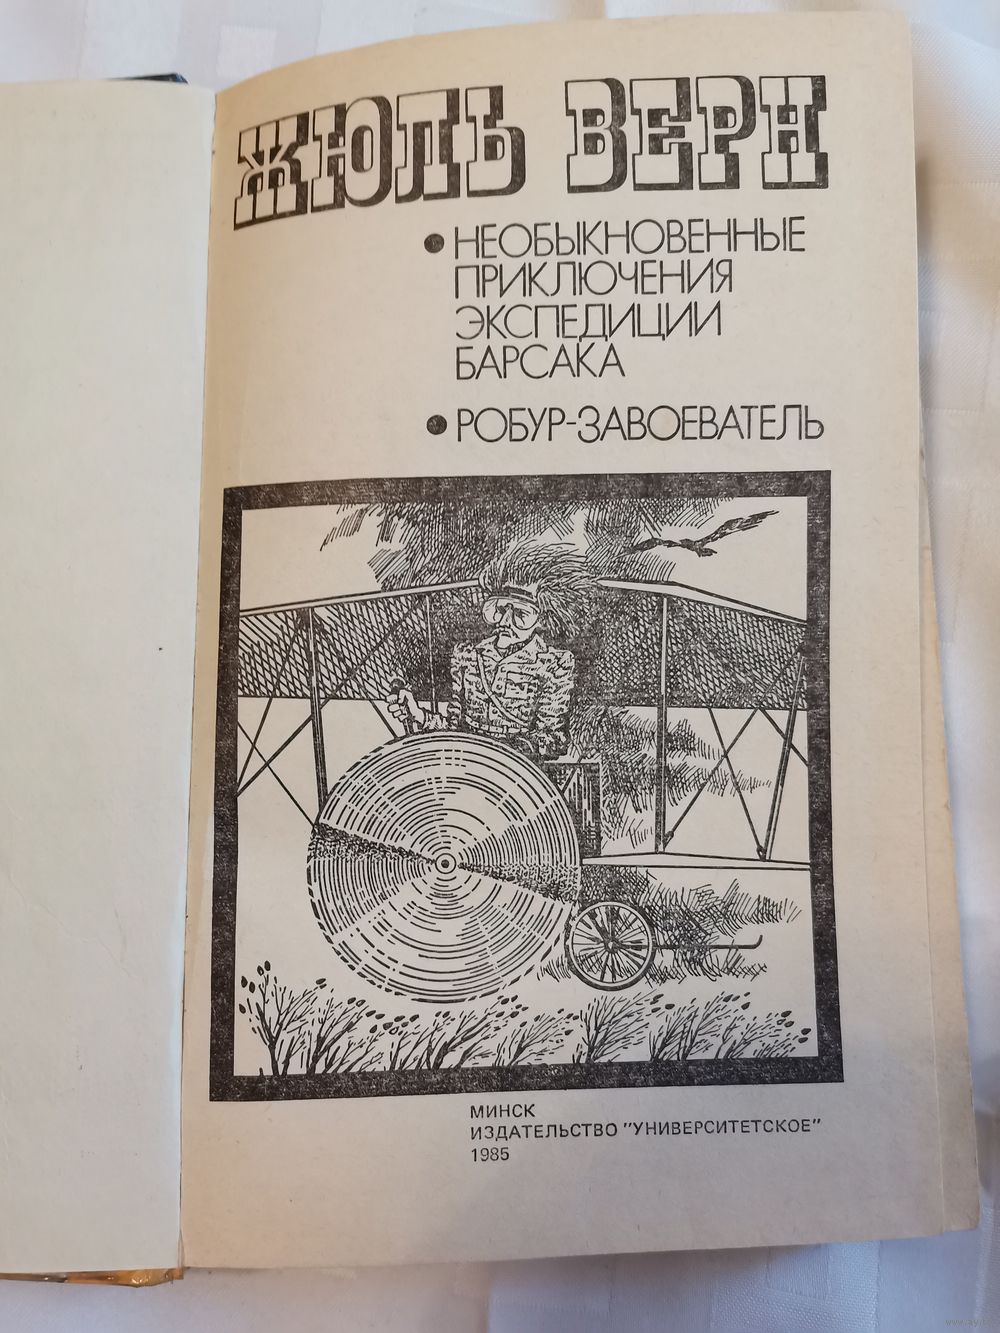 ЖЮЛЬ ВЕРН
• НЕОБЫКНОВЕННЫЕ
ПРИКЛЮЧЕНИЯ
ЭКСПЕДИЦИИ
БАРСАКА
• РОБУР-ЗАВОЕВАТЕЛЬ
МИНСК
ИЗДАТЕЛЬСТВО "УНИВЕРСИТЕТСКОЕ"
1985